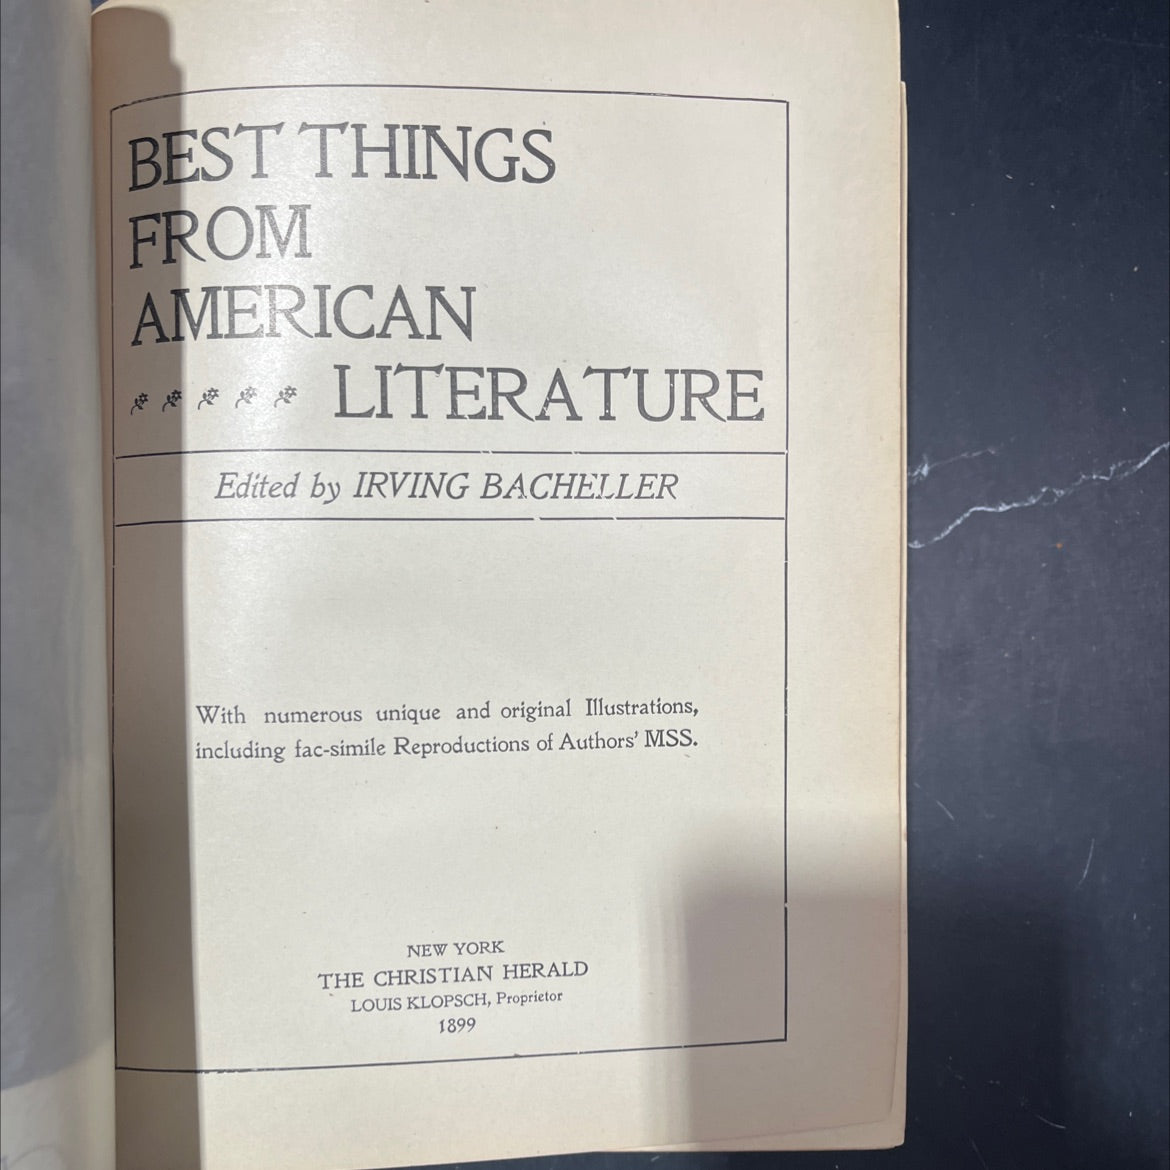 BEST THINGS
FROM
AMERICAN
LITERATURE
Edited by IRVING BACHELLER
With numerous unique and original Illustrations,
including fac-simile Reproductions of Authors' MSS.
NEW YORK
THE CHRISTIAN HERALD
LOUIS KLOPSCH, Proprietor
1899